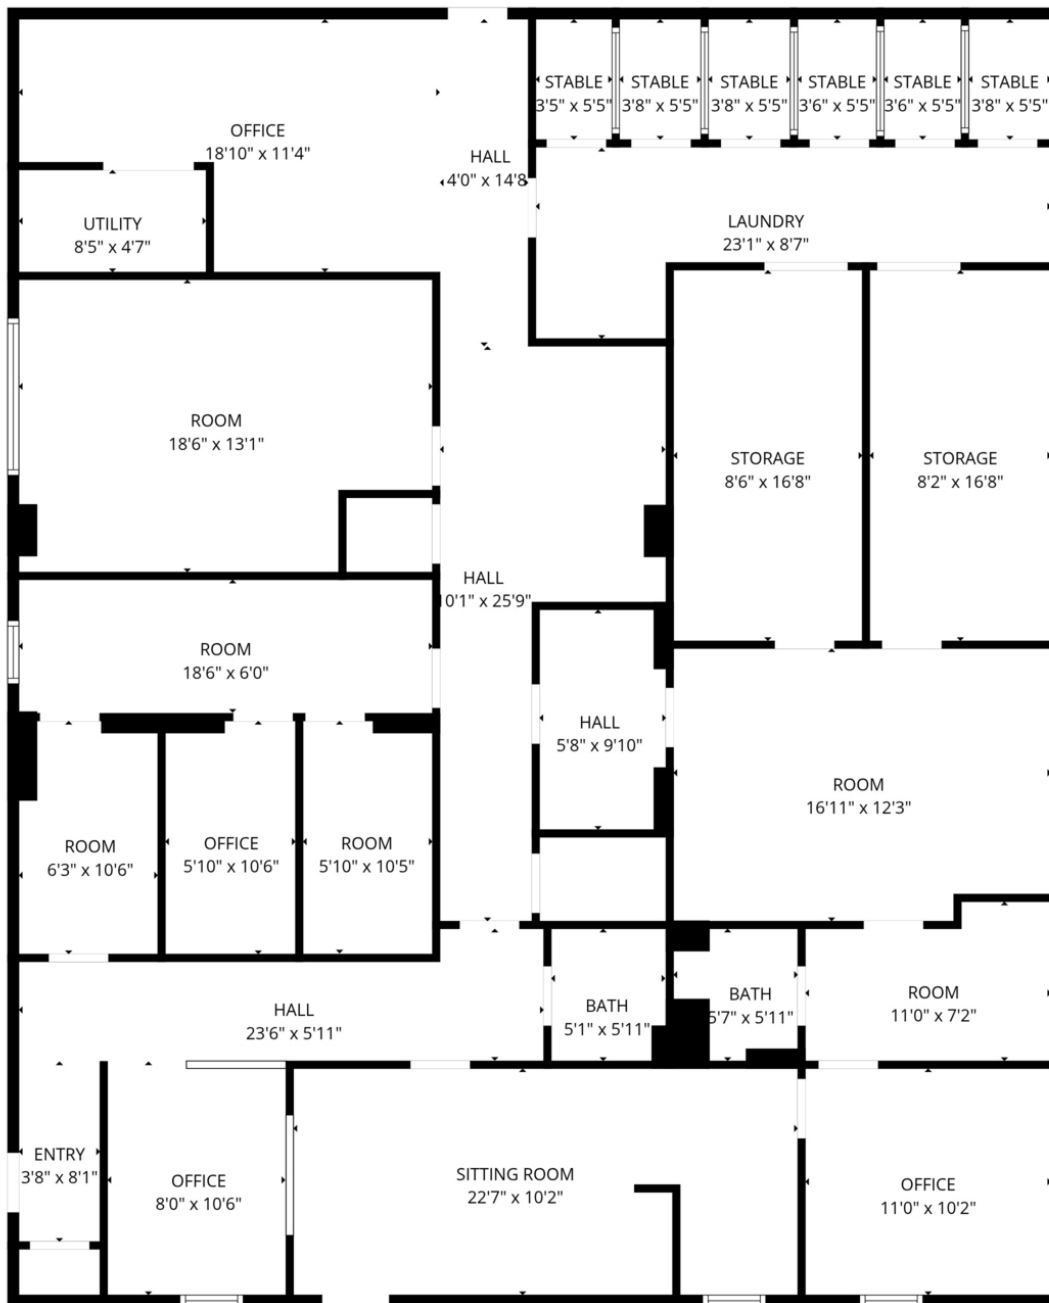 STABLE
3'5" x 5'5"
STABLE
3'8" x 5'5"
STABLE
3'8" x 5'5"
STABLE
3'6" x 5'5"
STABLE
3'6" x 5'5"
STABLE
3'8" x 5'5"
OFFICE
18'10" x 11'4"
HALL
4'0" x 14'8
UTILITY
8'5" x 4'7"
LAUNDRY
23'1" x 8'7"
ROOM
18'6" x 13'1"
STORAGE
8'6" x 16'8"
STORAGE
8'2" x 16'8"
HALL
10'1" x 25'9"
ROOM
18'6" x 6'0"
HALL
5'8" x 9'10"
ROOM
16'11" x 12'3"
ROOM
6'3" x 10'6"
OFFICE
5'10" x 10'6"
ROOM
5'10" x 10'5"
HALL
23'6" x 5'11"
BATH
5'1" x 5'11"
BATH
5'7" x 5'11"
ROOM
11'0" x 7'2"
ENTRY
3'8" x 8'1"
OFFICE
8'0" x 10'6"
SITTING ROOM
22'7" x 10'2"
OFFICE
11'0" x 10'2"